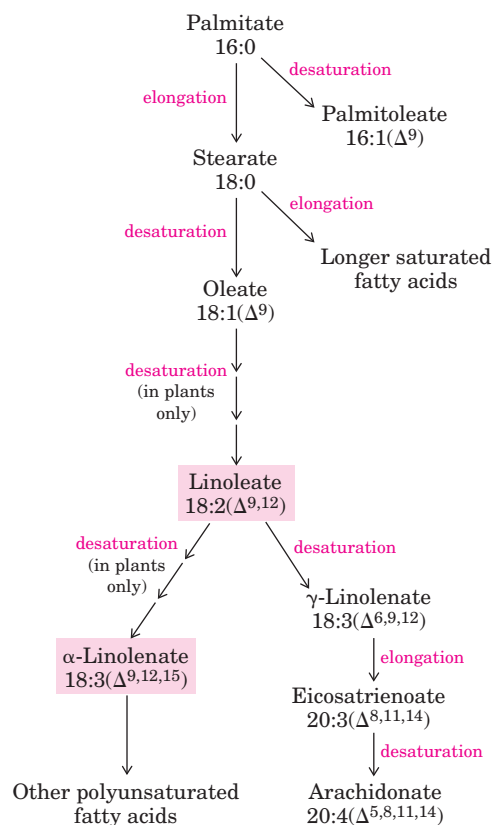 Palmitate
16:0
desaturation
elongation
Palmitoleate
16:1(Δ⁹)
Stearate
18:0
elongation
desaturation
Longer saturated
fatty acids
Oleate
18:1(Δ⁹)
desaturation
(in plants
only)
Linoleate
18:2(Δ⁹,¹²)
desaturation
(in plants
only)
desaturation
γ-Linolenate
18:3(Δ⁶,⁹,¹²)
α-Linolenate
18:3(Δ⁹,¹²,¹⁵)
elongation
Eicosatrienoate
20:3(Δ⁸,¹¹,¹⁴)
desaturation
Other polyunsaturated
fatty acids
Arachidonate
20:4(Δ⁵,⁸,¹¹,¹⁴)